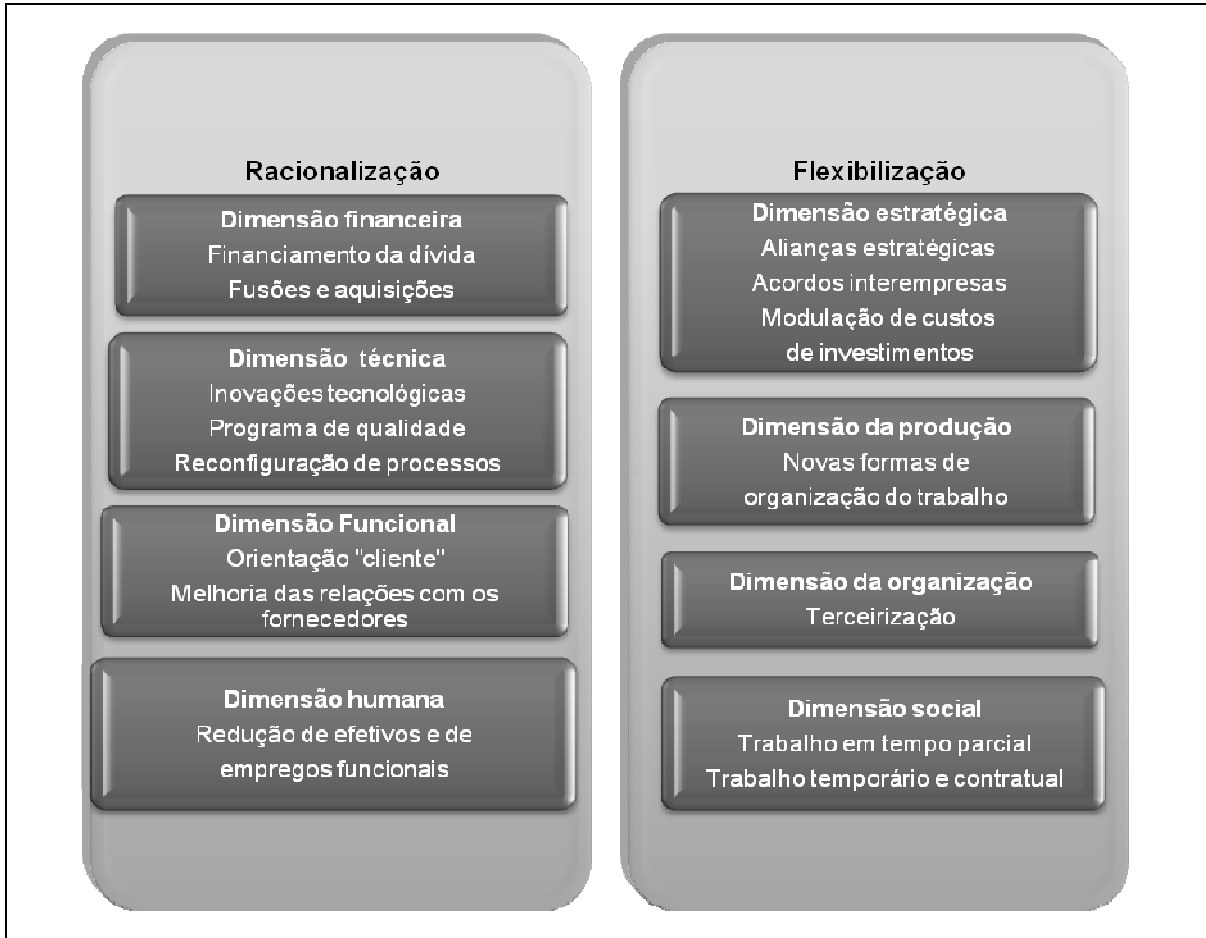 Racionalização
Dimensão financeira
Financiamento da dívida
Fusões e aquisições
Dimensão técnica
Inovações tecnológicas
Programa de qualidade
Reconfiguração de processos
Dimensão Funcional
Orientação "cliente"
Melhoria das relações com os
fornecedores
Dimensão humana
Redução de efetivos e de
empregos funcionais
Flexibilização
Dimensão estratégica
Alianças estratégicas
Acordos interempresas
Modulação de custos
de investimentos
Dimensão da produção
Novas formas de
organização do trabalho
Dimensão da organização
Terceirização
Dimensão social
Trabalho em tempo parcial
Trabalho temporário e contratual